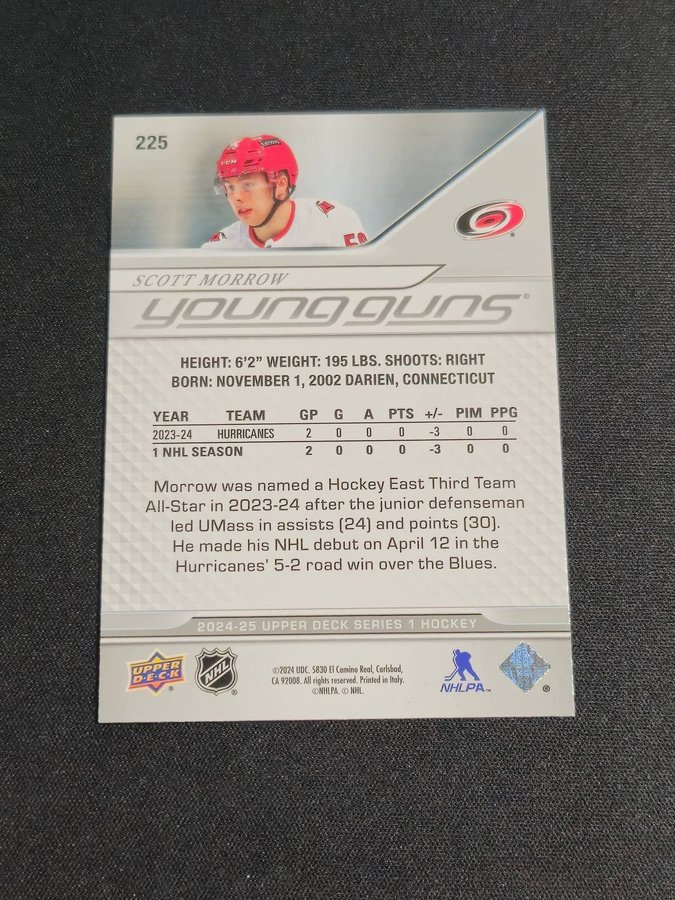 225
SCOTT MORROW
young guns®
HEIGHT: 6'2" WEIGHT: 195 LBS. SHOOTS: RIGHT
BORN: NOVEMBER 1, 2002 DARIEN, CONNECTICUT
YEAR TEAM GP G A PTS +/- PIM PPG
2023-24 HURRICANES 2 0 0 0 -3 0 0
1 NHL SEASON 2 0 0 0 -3 0 0
Morrow was named a Hockey East Third Team
All-Star in 2023-24 after the junior defenseman
led UMass in assists (24) and points (30).
He made his NHL debut on April 12 in the
Hurricanes' 5-2 road win over the Blues.
2024-25 UPPER DECK SERIES 1 HOCKEY
UPPER
D·E·C·K®
NHL®
©2024 UDC. 5830 El Camino Real, Carlsbad,
CA 92008. All rights reserved. Printed in Italy.
©NHLPA. © NHL.
NHLPA™
®